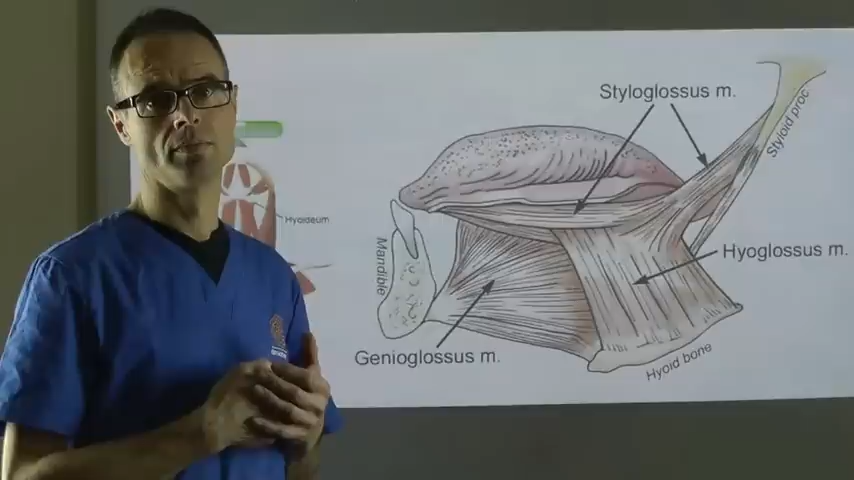 Styloglossus m.
Styloid proc
Hyoideum
Mandible
Hyoglossus m.
Genioglossus m.
Hyoid bone